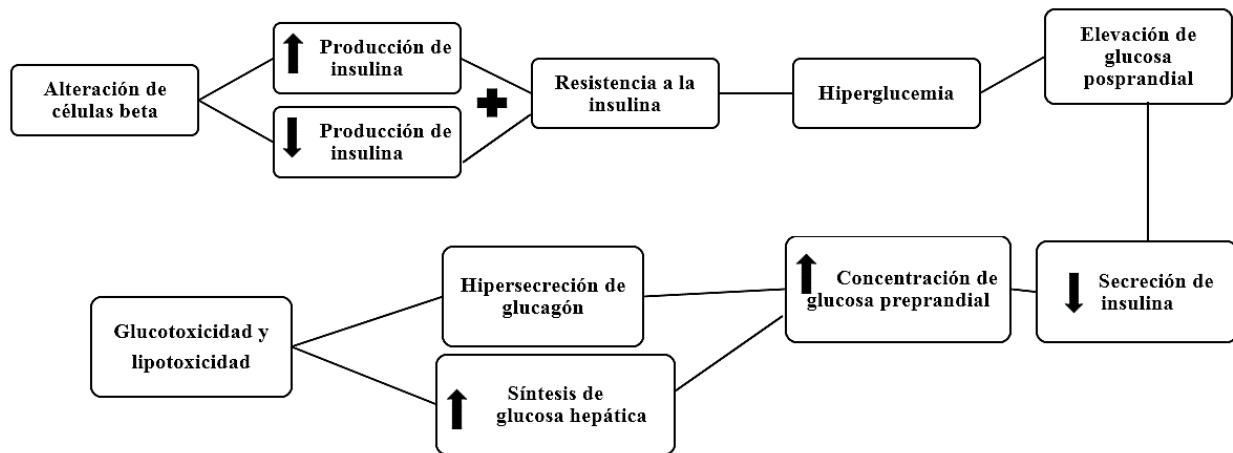 Alteración de
células beta
Producción de
insulina
Producción de
insulina
Resistencia a la
insulina
Hiperglucemia
Elevación de
glucosa
posprandial
Secreción de
insulina
Concentración de
glucosa preprandial
Hipersecreción de
glucagón
Síntesis de
glucosa hepática
Glucotoxicidad y
lipotoxicidad